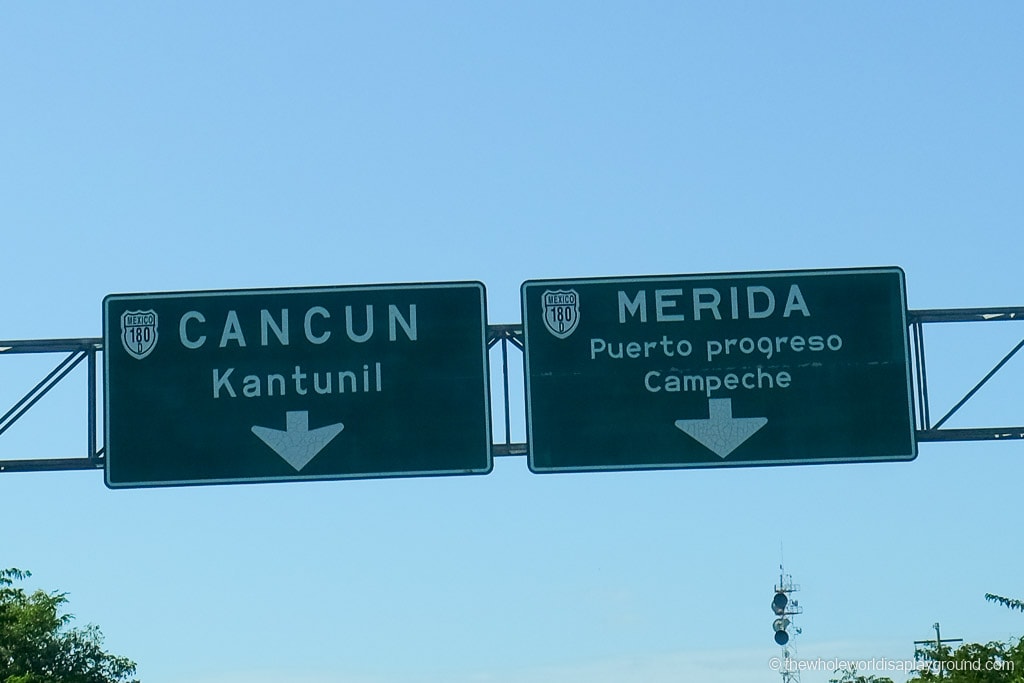 MEXICO
180
D
CANCUN
Kantunil
MEXICO
180
D
MERIDA
Puerto progreso
Campeche
© thewholeworldisaplayground.com